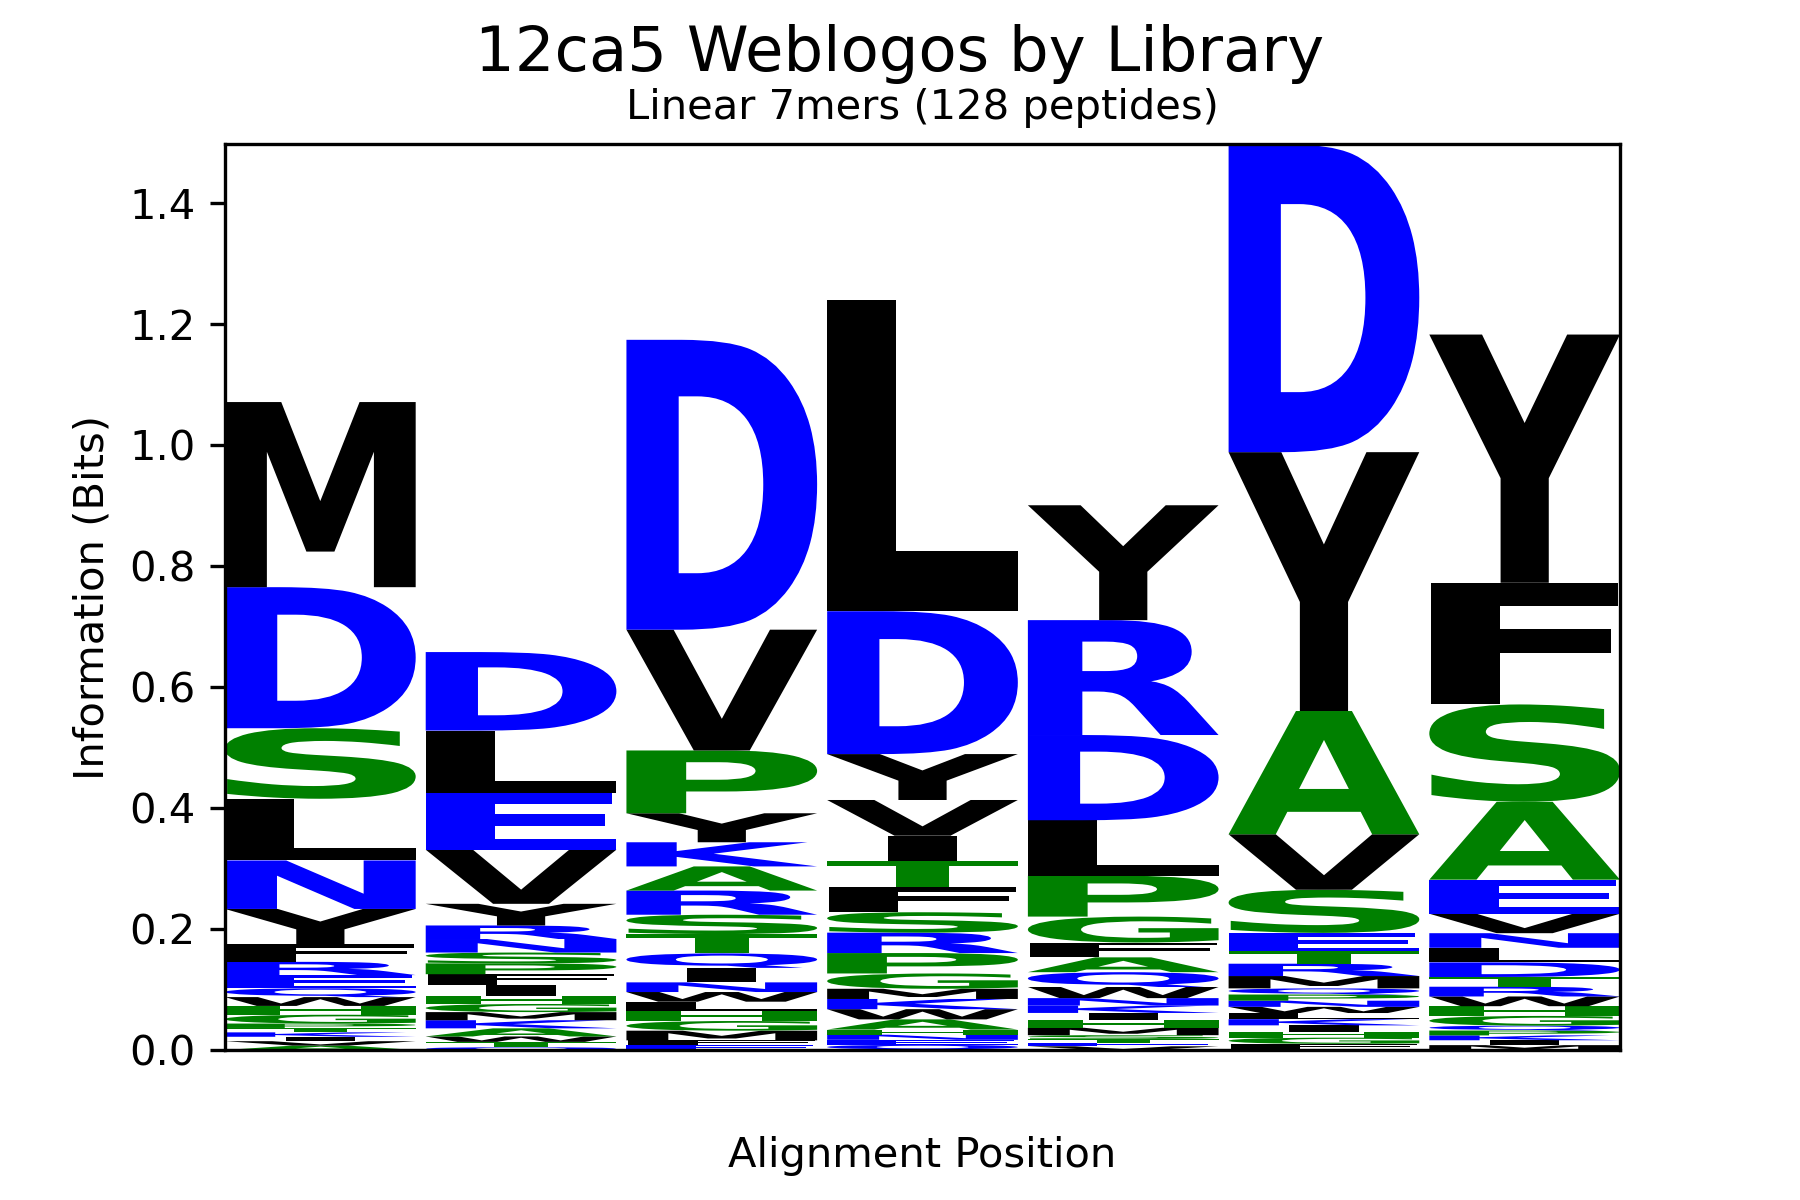 12ca5 Weblogos by Library
Linear 7mers (128 peptides)
Information (Bits)
1.4
1.2
1.0
0.8
0.6
0.4
0.2
0.0
M D S L N Y
D L E V Y
D V P Y K A R S T Q I N
L D Y V I T F S R P G
Y R D L P G F A Q
D Y A V S E T
Y F S A E V N L D
Alignment Position